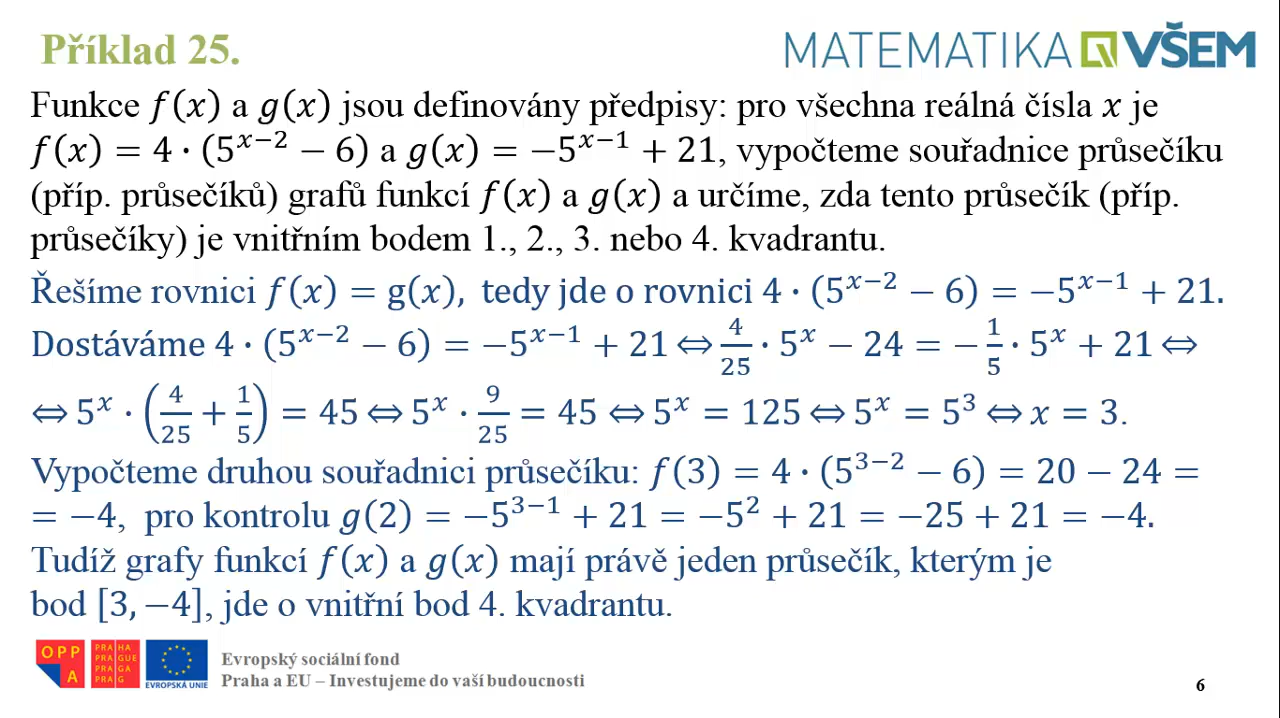 Příklad 25.
MATEMATIKA VŠEM
Funkce f(x) a g(x) jsou definovány předpisy: pro všechna reálná čísla x je
f(x) = 4 · (5^{x−2} − 6) a g(x) = −5^{x−1} + 21, vypočteme souřadnice průsečíku
(příp. průsečíků) grafů funkcí f(x) a g(x) a určíme, zda tento průsečík (příp.
průsečíky) je vnitřním bodem 1., 2., 3. nebo 4. kvadrantu.
Řešíme rovnici f(x) = g(x), tedy jde o rovnici 4 · (5^{x−2} − 6) = −5^{x−1} + 21.
Dostáváme 4 · (5^{x−2} − 6) = −5^{x−1} + 21 ⇔ 4/25 · 5^x − 24 = − 1/5 · 5^x + 21 ⇔
⇔ 5^x · (4/25 + 1/5) = 45 ⇔ 5^x · 9/25 = 45 ⇔ 5^x = 125 ⇔ 5^x = 5^3 ⇔ x = 3.
Vypočteme druhou souřadnici průsečíku: f(3) = 4 · (5^{3−2} − 6) = 20 − 24 =
= −4, pro kontrolu g(2) = −5^{3−1} + 21 = −5^2 + 21 = −25 + 21 = −4.
Tudíž grafy funkcí f(x) a g(x) mají právě jeden průsečík, kterým je
bod [3, −4], jde o vnitřní bod 4. kvadrantu.
OPP
A
PRA HA
PRA GUE
PRA GA
PRA G
EVROPSKÁ UNIE
Evropský sociální fond
Praha a EU – Investujeme do vaší budoucnosti
6